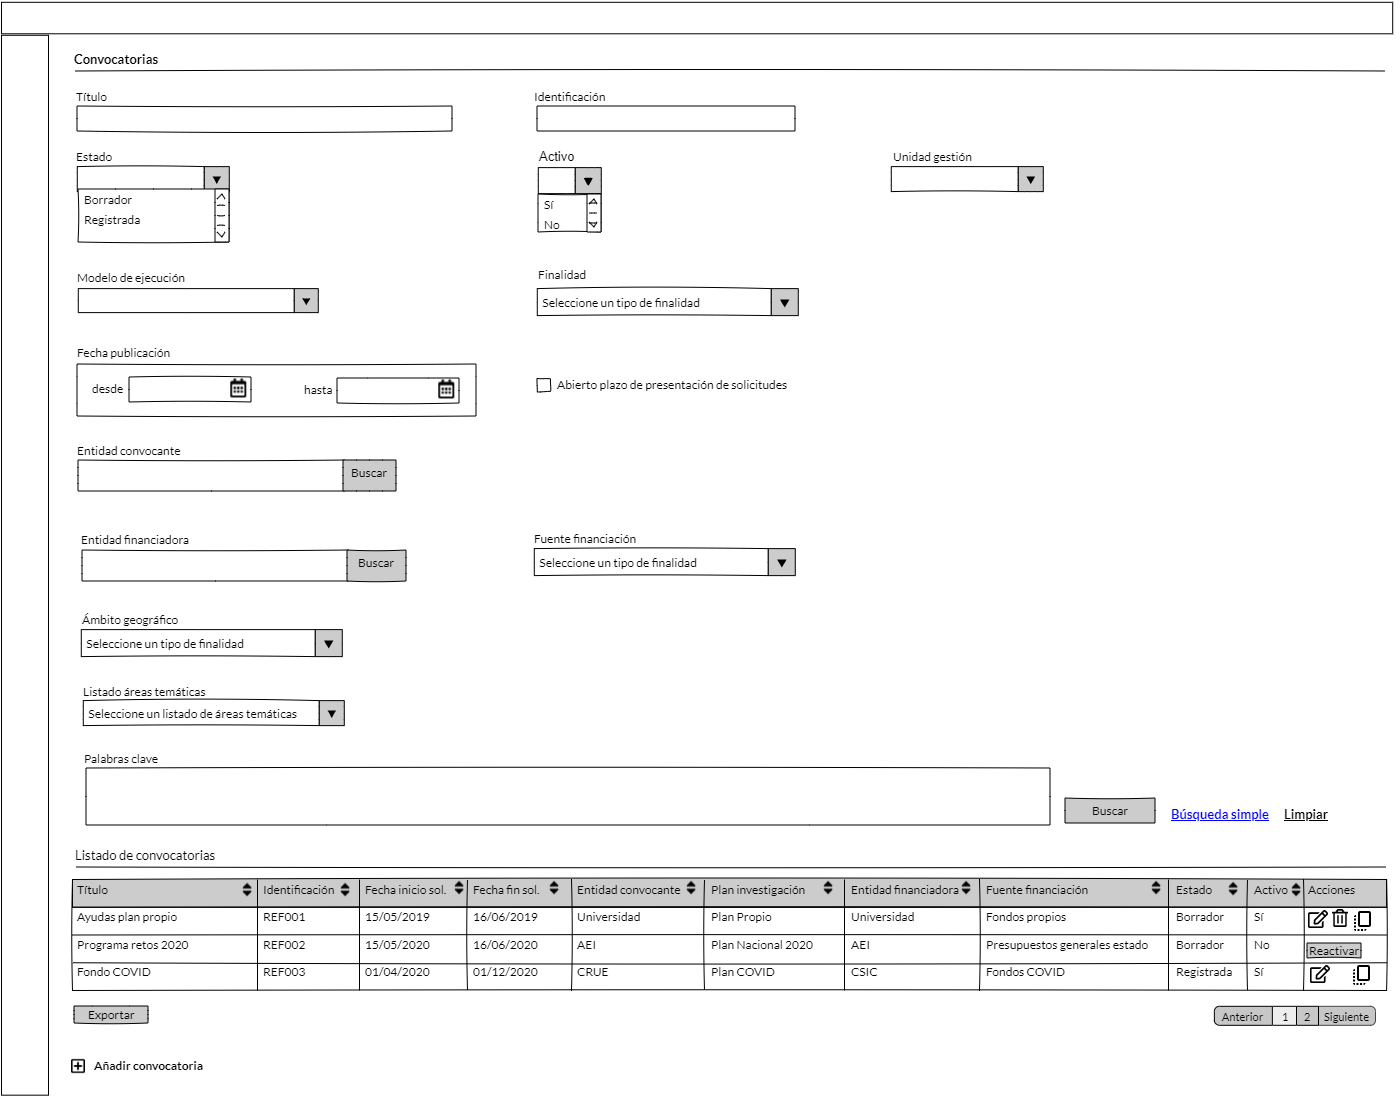 Convocatorias
Título
Identificación
Estado
Activo
Unidad gestión
Borrador
Registrada
Sí
No
Modelo de ejecución
Finalidad
Seleccione un tipo de finalidad
Fecha publicación
desde
hasta
Abierto plazo de presentación de solicitudes
Entidad convocante
Buscar
Entidad financiadora
Buscar
Fuente financiación
Seleccione un tipo de finalidad
Ámbito geográfico
Seleccione un tipo de finalidad
Listado áreas temáticas
Seleccione un listado de áreas temáticas
Palabras clave
Buscar Búsqueda simple Limpiar
Listado de convocatorias
Título Identificación Fecha inicio sol. Fecha fin sol. Entidad convocante Plan investigación Entidad financiadora Fuente financiación Estado Activo Acciones
Ayudas plan propio REF001 15/05/2019 16/06/2019 Universidad Plan Propio Universidad Fondos propios Borrador Sí
Programa retos 2020 REF002 15/05/2020 16/06/2020 AEI Plan Nacional 2020 AEI Presupuestos generales estado Borrador No Reactivar
Fondo COVID REF003 01/04/2020 01/12/2020 CRUE Plan COVID CSIC Fondos COVID Registrada Sí
Exportar
Anterior 1 2 Siguiente
Añadir convocatoria